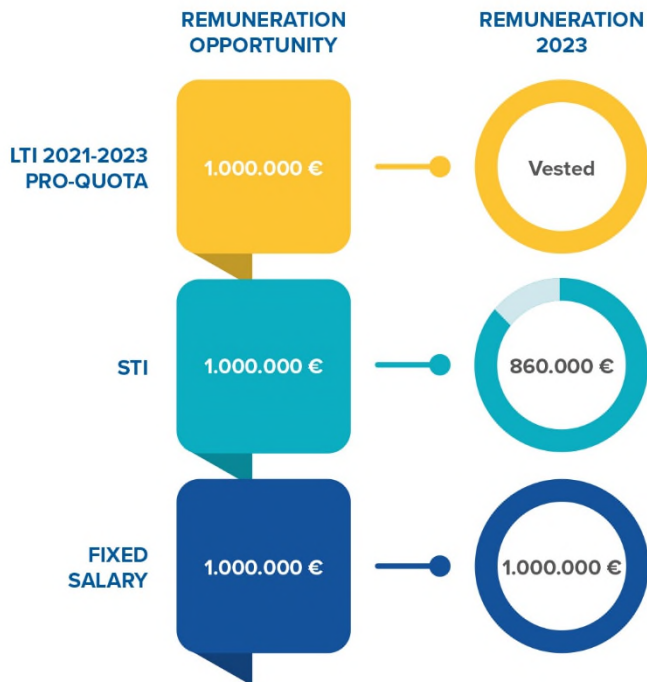 REMUNERATION
OPPORTUNITY
REMUNERATION
2023
LTI 2021-2023
PRO-QUOTA
1.000.000 €
Vested
STI
1.000.000 €
860.000 €
FIXED
SALARY
1.000.000 €
1.000.000 €